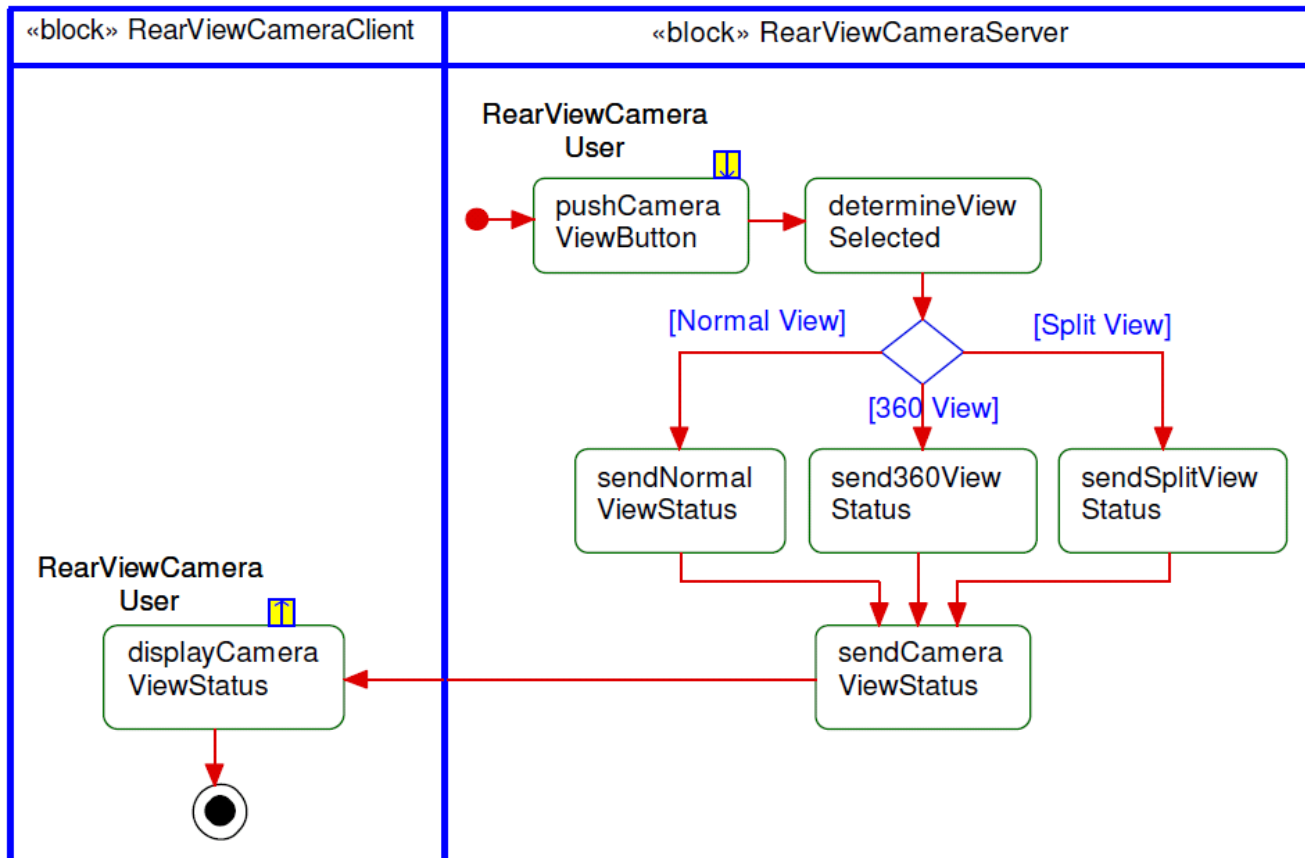 «block» RearViewCameraClient
«block» RearViewCameraServer
RearViewCamera
User
pushCamera
ViewButton
determineView
Selected
[Normal View]
[Split View]
[360 View]
sendNormal
ViewStatus
send360View
Status
sendSplitView
Status
RearViewCamera
User
displayCamera
ViewStatus
sendCamera
ViewStatus